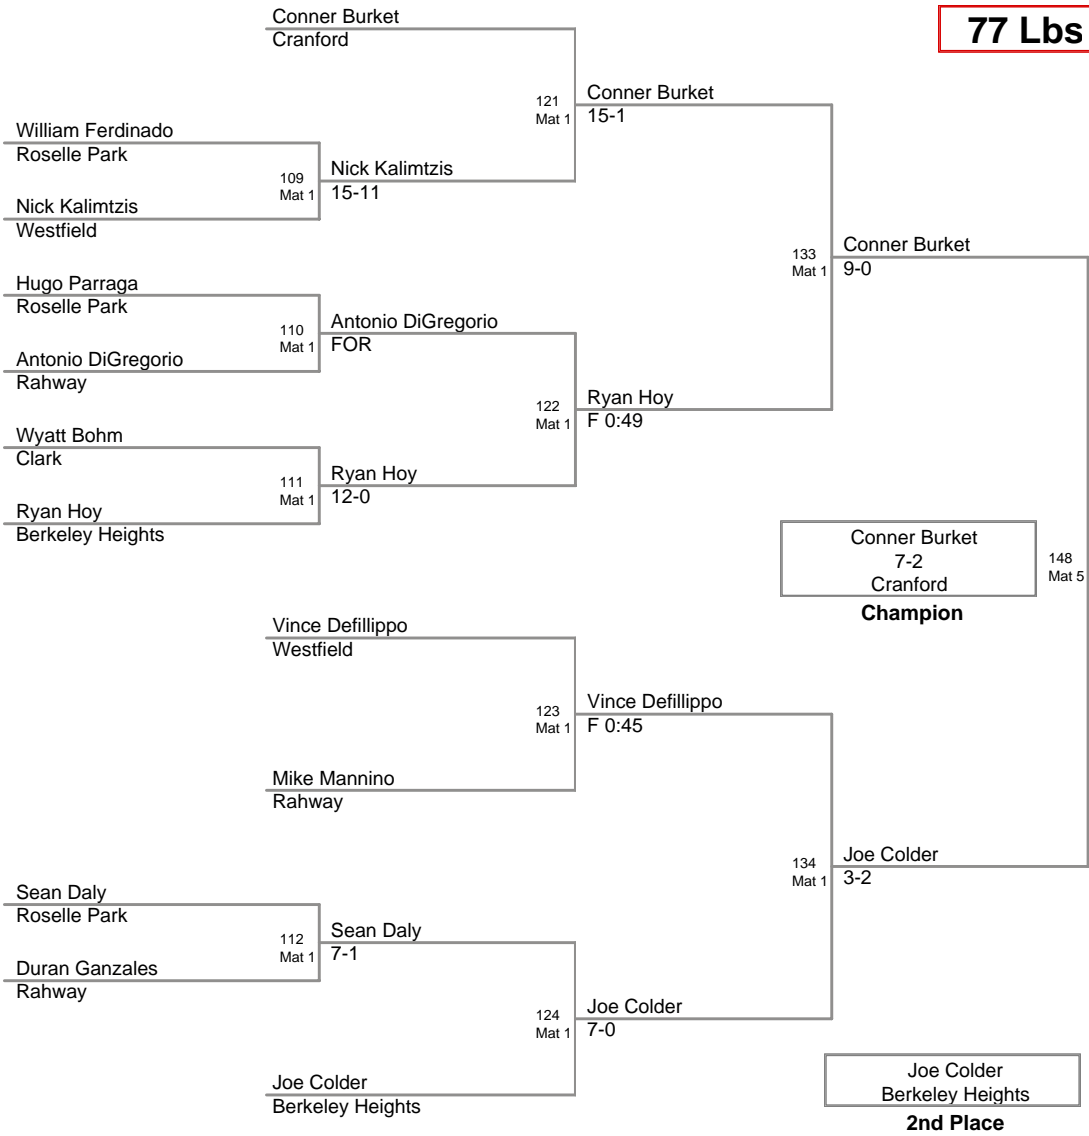 Conner Burket
Cranford
77 Lbs
121
Mat 1
Conner Burket
15-1
William Ferdinado
Roselle Park
109
Mat 1
Nick Kalimtzis
15-11
Nick Kalimtzis
Westfield
133
Mat 1
Conner Burket
9-0
Hugo Parraga
Roselle Park
110
Mat 1
Antonio DiGregorio
FOR
Antonio DiGregorio
Rahway
122
Mat 1
Ryan Hoy
F 0:49
Wyatt Bohm
Clark
111
Mat 1
Ryan Hoy
12-0
Ryan Hoy
Berkeley Heights
Conner Burket
7-2
Cranford
Champion
148
Mat 5
Vince Defillippo
Westfield
123
Mat 1
Vince Defillippo
F 0:45
Mike Mannino
Rahway
134
Mat 1
Joe Colder
3-2
Sean Daly
Roselle Park
112
Mat 1
Sean Daly
7-1
Duran Ganzales
Rahway
124
Mat 1
Joe Colder
7-0
Joe Colder
Berkeley Heights
Joe Colder
Berkeley Heights
2nd Place